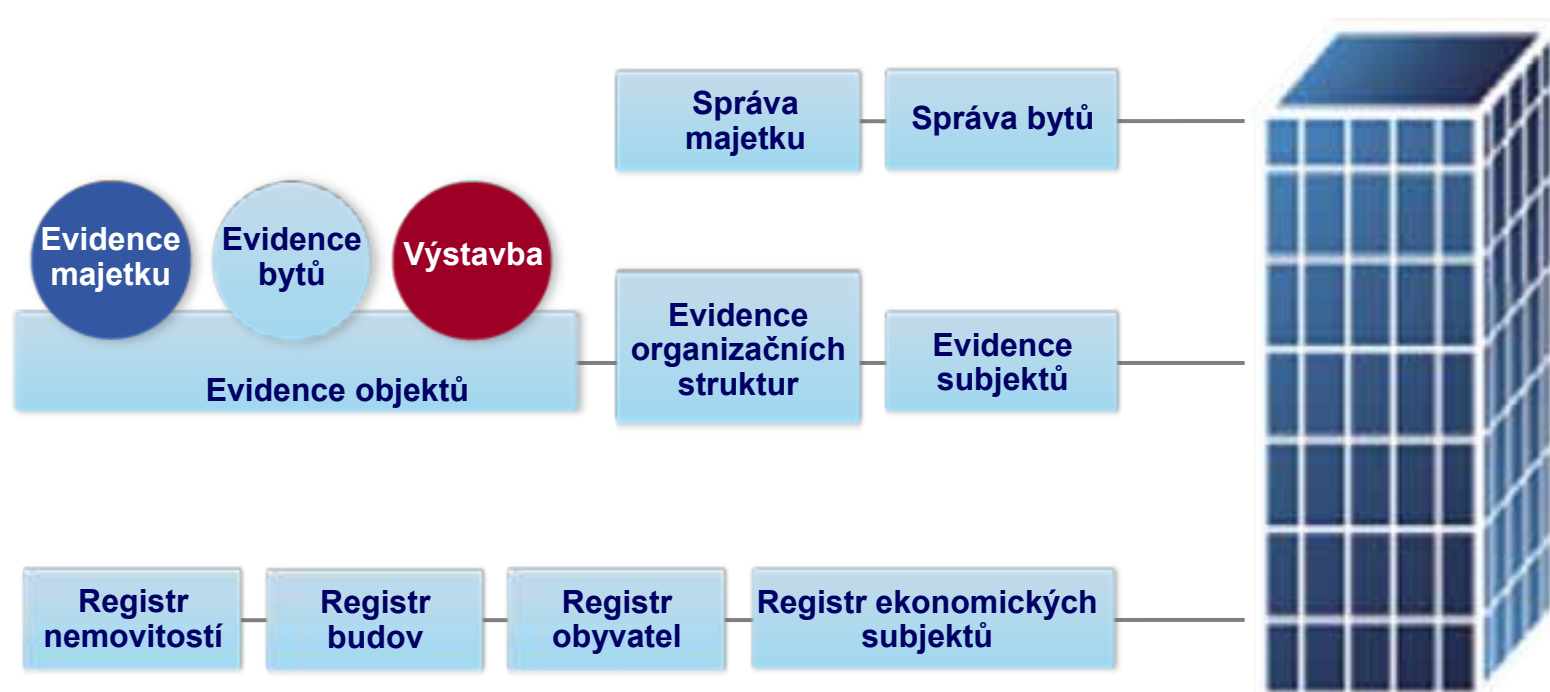 Správa
majetku
Správa bytů
Evidence
majetku
Evidence
bytů
Výstavba
Evidence objektů
Evidence
organizačních
struktur
Evidence
subjektů
Registr
nemovitostí
Registr
budov
Registr
obyvatel
Registr ekonomických
subjektů